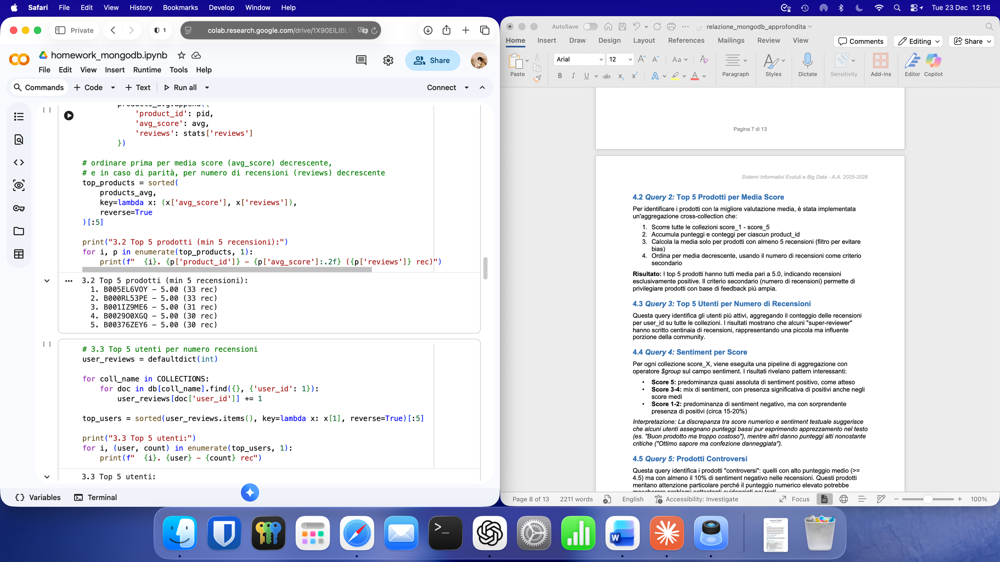 Safari File Edit View History Bookmarks Develop Window Help Tue 23 Dec 12:16
Private 1 colab.research.google.com/drive/1X90EILIBL5
homework_mongodb.ipynb
File Edit View Insert Runtime Tools Help
Share
Commands + Code + Text Run all Connect
[ ]
'product_id': pid,
'avg_score': avg,
'reviews': stats['reviews']
})
# ordinare prima per media score (avg_score) decrescente,
# e in caso di parità, per numero di recensioni (reviews) decrescente
top_products = sorted(
products_avg,
key=lambda x: (x['avg_score'], x['reviews']),
reverse=True
)[:5]
print("3.2 Top 5 prodotti (min 5 recensioni):")
for i, p in enumerate(top_products, 1):
print(f" {i}. {p['product_id']} – {p['avg_score']:.2f} ({p['reviews']} rec)")
3.2 Top 5 prodotti (min 5 recensioni):
1. B005EL6VOY – 5.00 (33 rec)
2. B000RL53PE – 5.00 (33 rec)
3. B001IZ9ME6 – 5.00 (31 rec)
4. B0029O0XGQ – 5.00 (30 rec)
5. B00376ZEY6 – 5.00 (30 rec)
[ ]
# 3.3 Top 5 utenti per numero recensioni
user_reviews = defaultdict(int)
for coll_name in COLLECTIONS:
for doc in db[coll_name].find({}, {'user_id': 1}):
user_reviews[doc['user_id']] += 1
top_users = sorted(user_reviews.items(), key=lambda x: x[1], reverse=True)[:5]
print("3.3 Top 5 utenti:")
for i, (user, count) in enumerate(top_users, 1):
print(f" {i}. {user} – {count} rec")
3.3 Top 5 utenti:
Variables Terminal
AutoSave relazione_mongodb_approfondita
Home Insert Draw Design Layout References Mailings Review View Comments Editing Share
Arial 12
Paste Paragraph Styles Dictate Sensitivity Add-ins Editor Copilot
Pagina 7 di 13
Sistemi Informativi Evoluti e Big Data - A.A. 2025-2026
4.2 Query 2: Top 5 Prodotti per Media Score
Per identificare i prodotti con la migliore valutazione media, è stata implementata
un'aggregazione cross-collection che:
1. Scorre tutte le collezioni score_1 - score_5
2. Accumula punteggi e conteggi per ciascun product_id
3. Calcola la media solo per prodotti con almeno 5 recensioni (filtro per evitare
bias)
4. Ordina per media decrescente, usando il numero di recensioni come criterio
secondario
Risultato: I top 5 prodotti hanno tutti media pari a 5.0, indicando recensioni
esclusivamente positive. Il criterio secondario (numero di recensioni) permette di
privilegiare prodotti con base di feedback più ampia.
4.3 Query 3: Top 5 Utenti per Numero di Recensioni
Questa query identifica gli utenti più attivi, aggregando il conteggio delle recensioni
per user_id su tutte le collezioni. I risultati mostrano che alcuni "super-reviewer"
hanno scritto centinaia di recensioni, rappresentando una piccola ma influente
porzione della community.
4.4 Query 4: Sentiment per Score
Per ogni collezione score_X, viene eseguita una pipeline di aggregazione con
operatore $group sul campo sentiment. I risultati rivelano pattern interessanti:
• Score 5: predominanza quasi assoluta di sentiment positivo, come atteso
• Score 3-4: mix di sentiment, con presenza significativa di positivi anche negli
score medi
• Score 1-2: predominanza di sentiment negativo, ma con sorprendente
presenza di positivi (circa 15-20%)
Interpretazione: La discrepanza tra score numerico e sentiment testuale suggerisce
che alcuni utenti assegnano punteggi bassi pur esprimendo apprezzamento nel testo
(es. "Buon prodotto ma troppo costoso"), mentre altri danno punteggi alti nonostante
critiche ("Ottimo sapore ma confezione danneggiata").
4.5 Query 5: Prodotti Controversi
Questa query identifica i prodotti "controversi": quelli con alto punteggio medio (>=
4.5) ma con almeno il 10% di sentiment negativo nelle recensioni. Questi prodotti
meritano attenzione particolare perché il punteggio numerico elevato potrebbe
Page 8 of 13 2211 words English Accessibility: Investigate Focus 100%